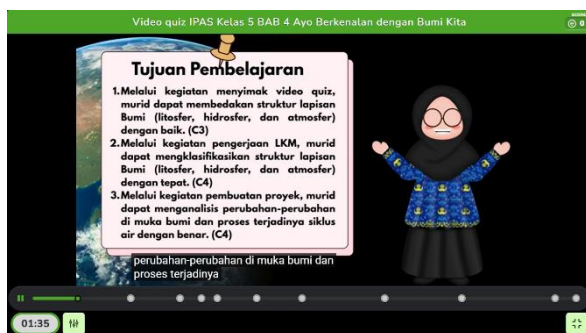 Video quiz IPAS Kelas 5 BAB 4 Ayo Berkenalan dengan Bumi Kita
Tujuan Pembelajaran
1. Melalui kegiatan menyimak video quiz,
murid dapat membedakan struktur lapisan
Bumi (litosfer, hidrosfer, dan atmosfer)
dengan baik. (C3)
2. Melalui kegiatan pengerjaan LKM, murid
dapat mengklasifikasikan struktur lapisan
Bumi (litosfer, hidrosfer, dan atmosfer)
dengan tepat. (C4)
3. Melalui kegiatan pembuatan proyek, murid
dapat menganalisis perubahan-perubahan
di muka bumi dan proses terjadinya siklus
air dengan benar. (C4)
perubahan-perubahan di muka bumi dan
proses terjadinya
01:35